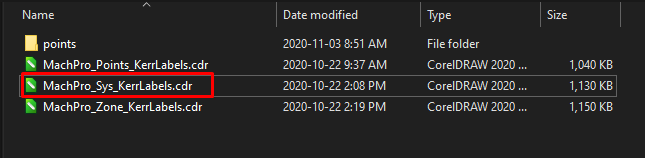 Name Date modified Type Size
points 2020-11-03 8:51 AM File folder
MachPro_Points_KerrLabels.cdr 2020-10-22 9:37 AM CorelDRAW 2020 ... 1,040 KB
MachPro_Sys_KerrLabels.cdr 2020-10-22 2:08 PM CorelDRAW 2020 ... 1,130 KB
MachPro_Zone_KerrLabels.cdr 2020-10-22 2:19 PM CorelDRAW 2020 ... 1,150 KB